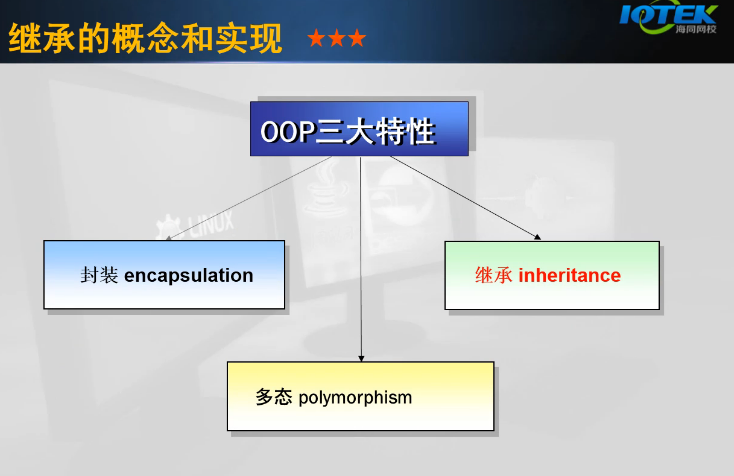 继承的概念和实现 ★★★
IOTEK
海同网校
OOP三大特性
LINUX
封装 encapsulation
继承 inheritance
多态 polymorphism